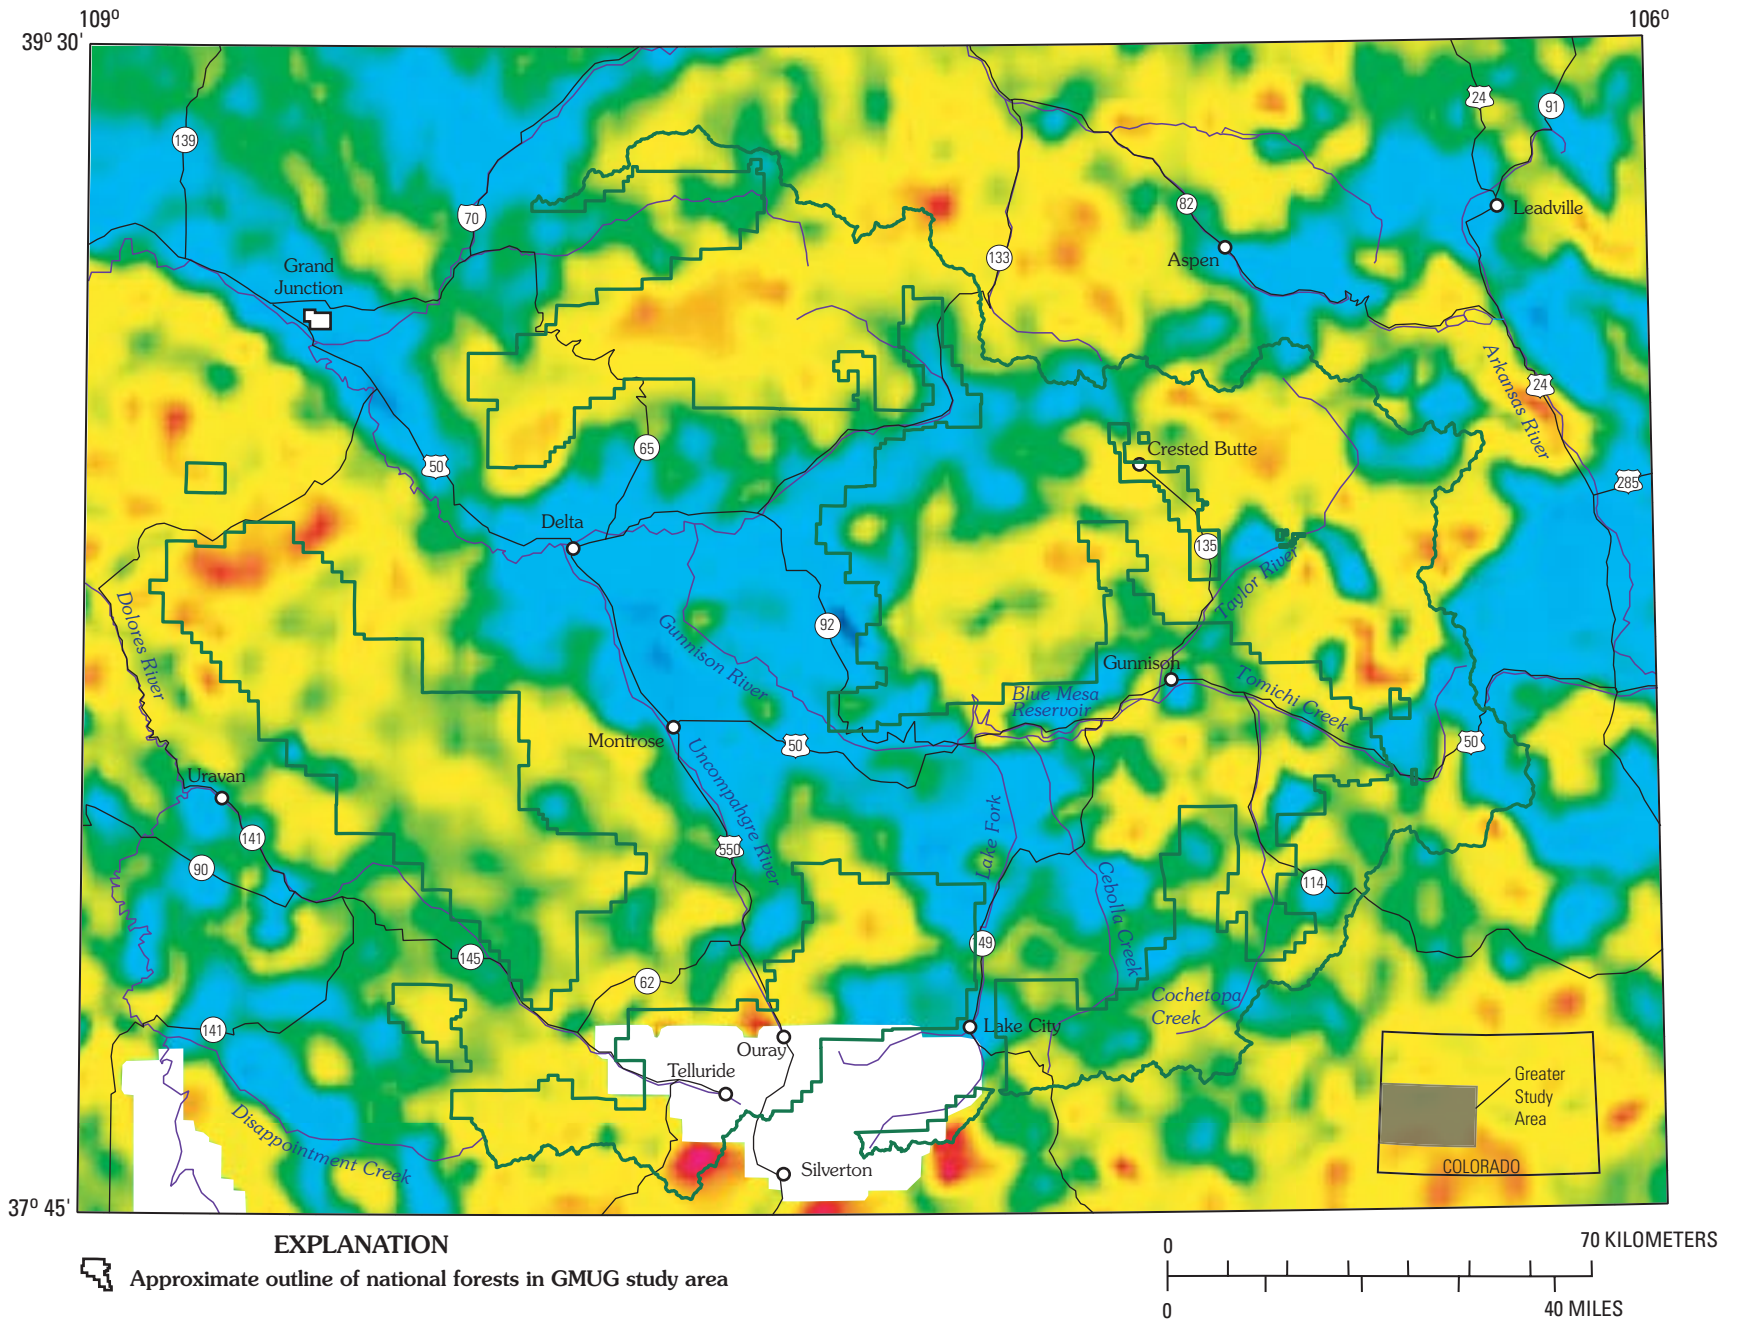 109º
106º
39º 30'
24
91
139
70
82
Leadville
133
Aspen
Grand
Junction
Arkansas River
24
65
50
Crested Butte
285
Delta
135
Taylor River
Dolores River
92
Gunnison River
Gunnison
Tomichi Creek
Blue Mesa
Reservoir
Montrose
50
50
Uncompahgre River
Uravan
141
90
550
Lake Fork
Cebolla Creek
114
145
62
149
Cochetopa
Creek
141
Lake City
Ouray
Telluride
Disappointment Creek
Silverton
Greater
Study
Area
COLORADO
37º 45'
EXPLANATION
Approximate outline of national forests in GMUG study area
0
70 KILOMETERS
0
40 MILES